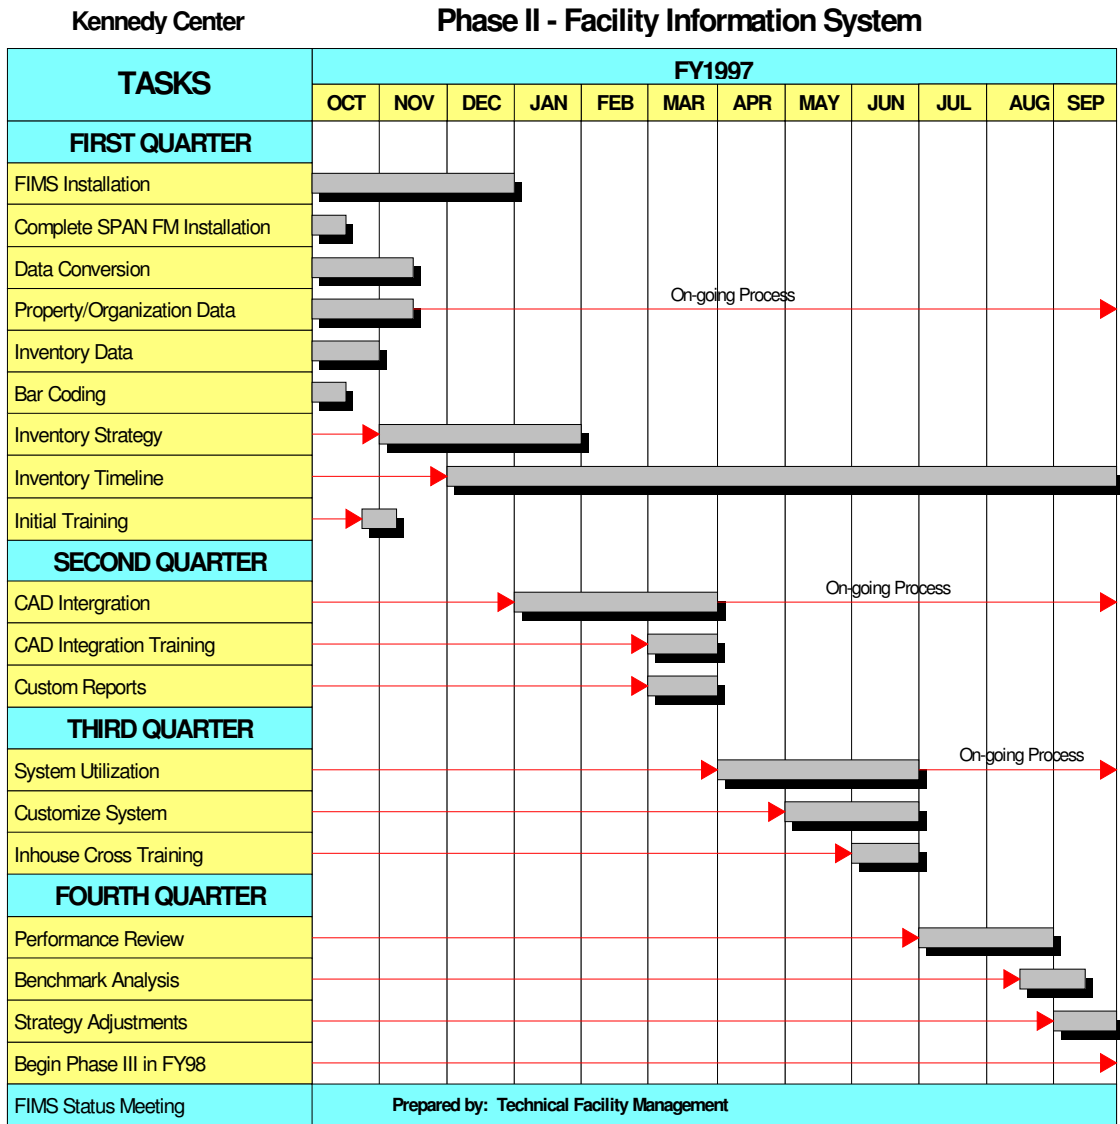 Kennedy Center
Phase II - Facility Information System
TASKS
FY1997
OCT NOV DEC JAN FEB MAR APR MAY JUN JUL AUG SEP
FIRST QUARTER
FIMS Installation
Complete SPAN FM Installation
Data Conversion
Property/Organization Data
On-going Process
Inventory Data
Bar Coding
Inventory Strategy
Inventory Timeline
Initial Training
SECOND QUARTER
CAD Intergration
On-going Process
CAD Integration Training
Custom Reports
THIRD QUARTER
System Utilization
On-going Process
Customize System
Inhouse Cross Training
FOURTH QUARTER
Performance Review
Benchmark Analysis
Strategy Adjustments
Begin Phase III in FY98
FIMS Status Meeting
Prepared by: Technical Facility Management